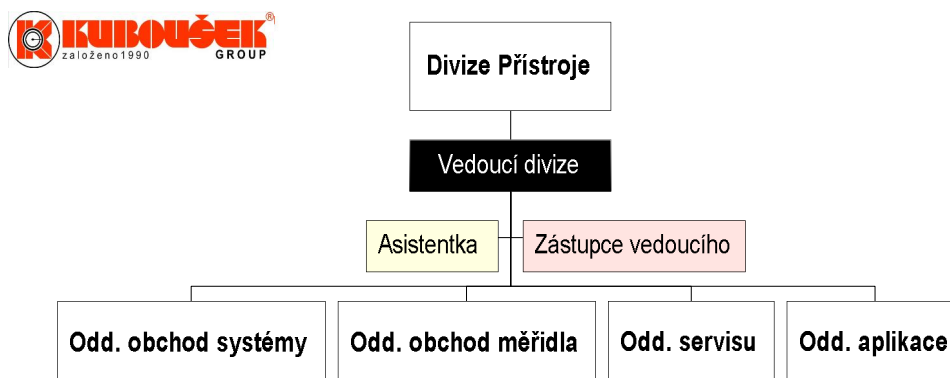 KUBOUŠEK®
založeno1990 GROUP
Divize Přístroje
Vedoucí divize
Asistentka
Zástupce vedoucího
Odd. obchod systémy
Odd. obchod měřidla
Odd. servisu
Odd. aplikace